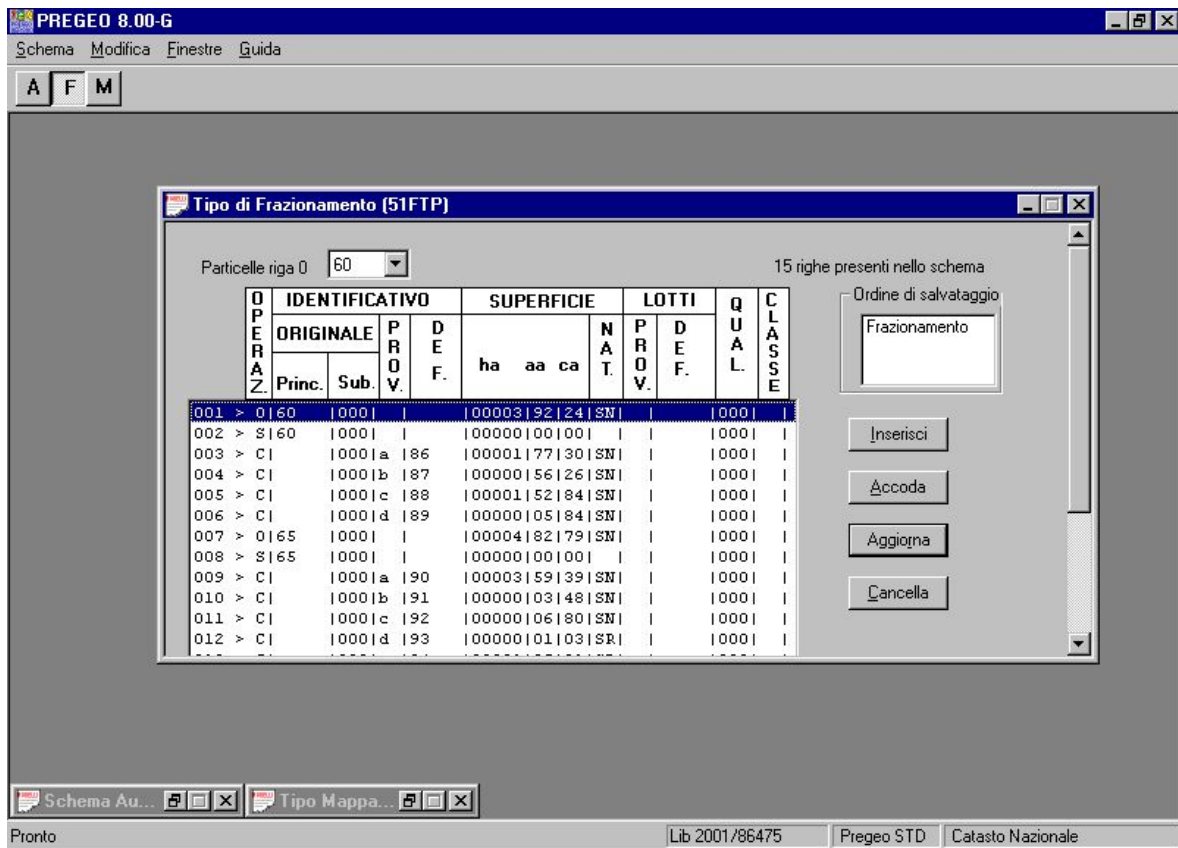 PREGEO 8.00-G
Schema Modifica Finestre Guida
A F M
Tipo di Frazionamento (51FTP)
Particelle riga 0 60 15 righe presenti nello schema
OPERAZ. IDENTIFICATIVO SUPERFICIE LOTTI QUAL. CLASSE
ORIGINALE PROV. DEF. ha aa ca NAT. PROV. DEF.
Princ. Sub.
Ordine di salvataggio
Frazionamento
001 > O|60 |000| | |00003|92|24|SN| | |000| |
002 > S|60 |000| | |00000|00|00| | | |000| |
003 > C| |000|a |86 |00001|77|30|SN| | |000| |
004 > C| |000|b |87 |00000|56|26|SN| | |000| |
005 > C| |000|c |88 |00001|52|84|SN| | |000| |
006 > C| |000|d |89 |00000|05|84|SN| | |000| |
007 > O|65 |000| | |00004|82|79|SN| | |000| |
008 > S|65 |000| | |00000|00|00| | | |000| |
009 > C| |000|a |90 |00003|59|39|SN| | |000| |
010 > C| |000|b |91 |00000|03|48|SN| | |000| |
011 > C| |000|c |92 |00000|06|80|SN| | |000| |
012 > C| |000|d |93 |00000|01|03|SR| | |000| |
Inserisci
Accoda
Aggiorna
Cancella
Schema Au... Tipo Mappa...
Pronto Lib 2001/86475 Pregeo STD Catasto Nazionale